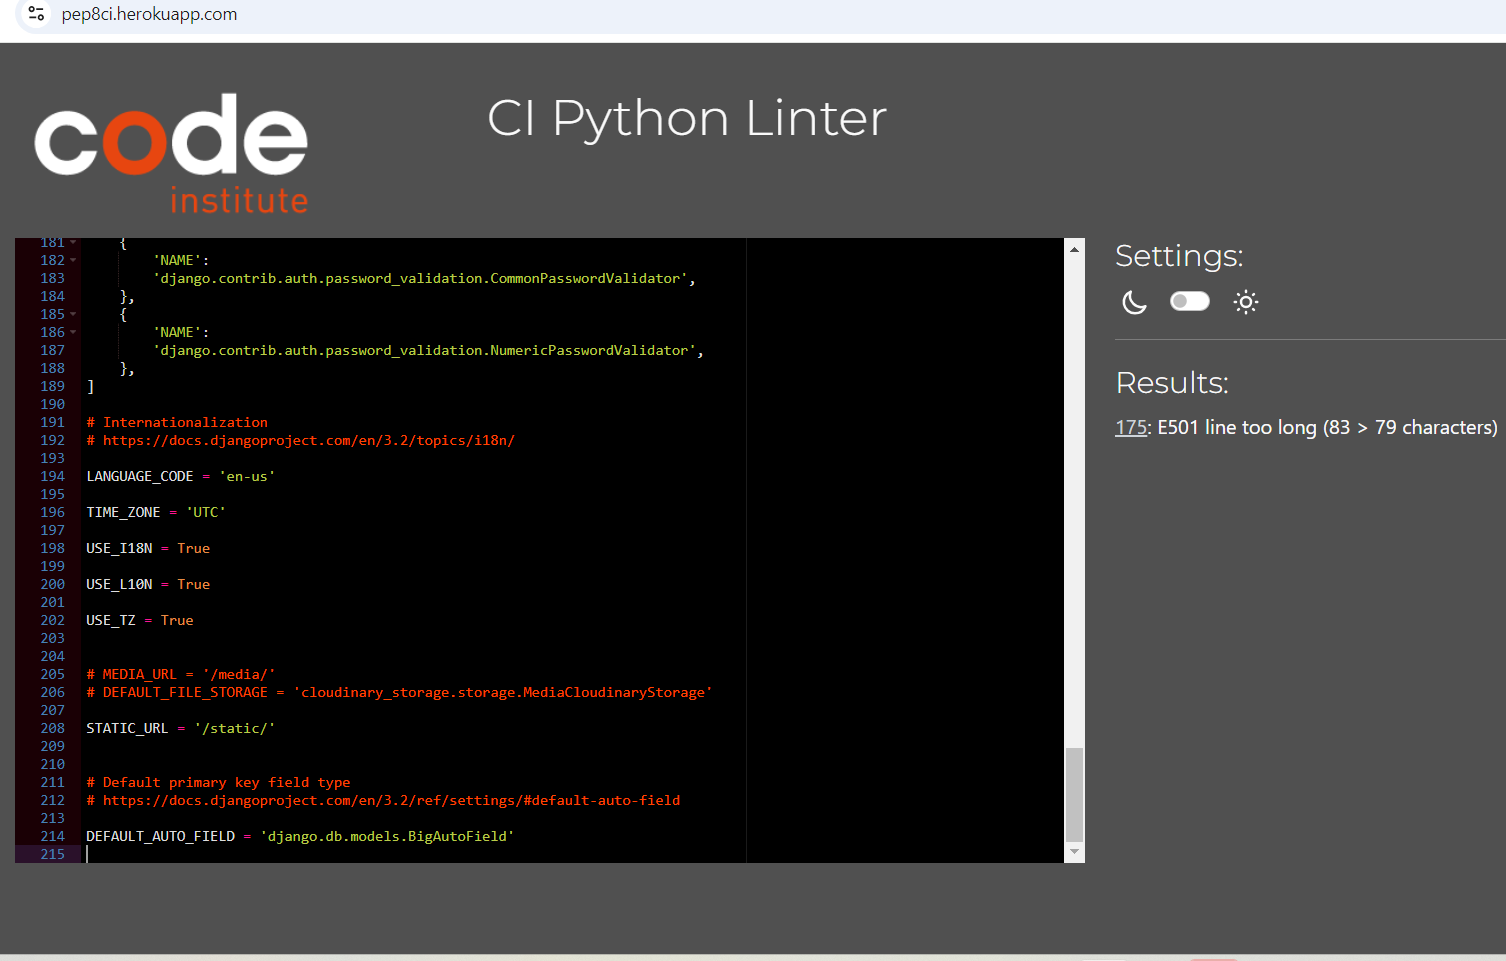 pep8ci.herokuapp.com
code
institute
CI Python Linter
181 {
182 'NAME':
183 'django.contrib.auth.password_validation.CommonPasswordValidator',
184 },
185 {
186 'NAME':
187 'django.contrib.auth.password_validation.NumericPasswordValidator',
188 },
189 ]
190
191 # Internationalization
192 # https://docs.djangoproject.com/en/3.2/topics/i18n/
193
194 LANGUAGE_CODE = 'en-us'
195
196 TIME_ZONE = 'UTC'
197
198 USE_I18N = True
199
200 USE_L10N = True
201
202 USE_TZ = True
203
204
205 # MEDIA_URL = '/media/'
206 # DEFAULT_FILE_STORAGE = 'cloudinary_storage.storage.MediaCloudinaryStorage'
207
208 STATIC_URL = '/static/'
209
210
211 # Default primary key field type
212 # https://docs.djangoproject.com/en/3.2/ref/settings/#default-auto-field
213
214 DEFAULT_AUTO_FIELD = 'django.db.models.BigAutoField'
215
Settings:
Results:
175: E501 line too long (83 > 79 characters)